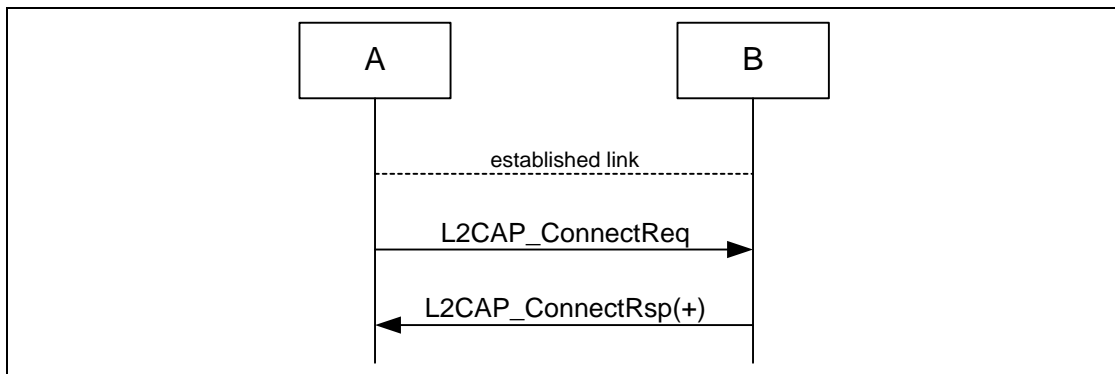 A
B
established link
L2CAP_ConnectReq
L2CAP_ConnectRsp(+)